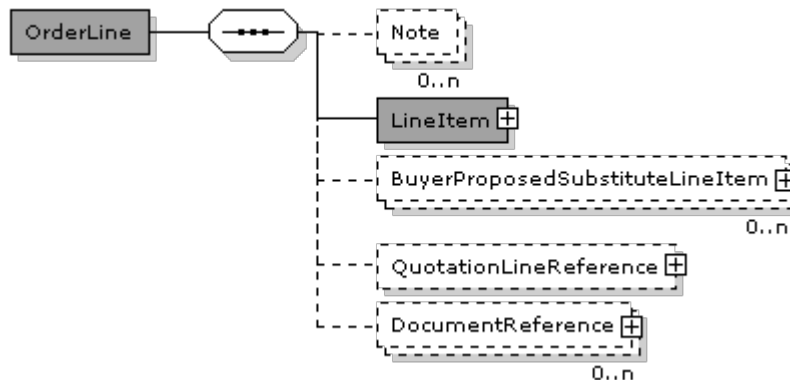 OrderLine
Note
0..n
LineItem
BuyerProposedSubstituteLineItem
0..n
QuotationLineReference
DocumentReference
0..n